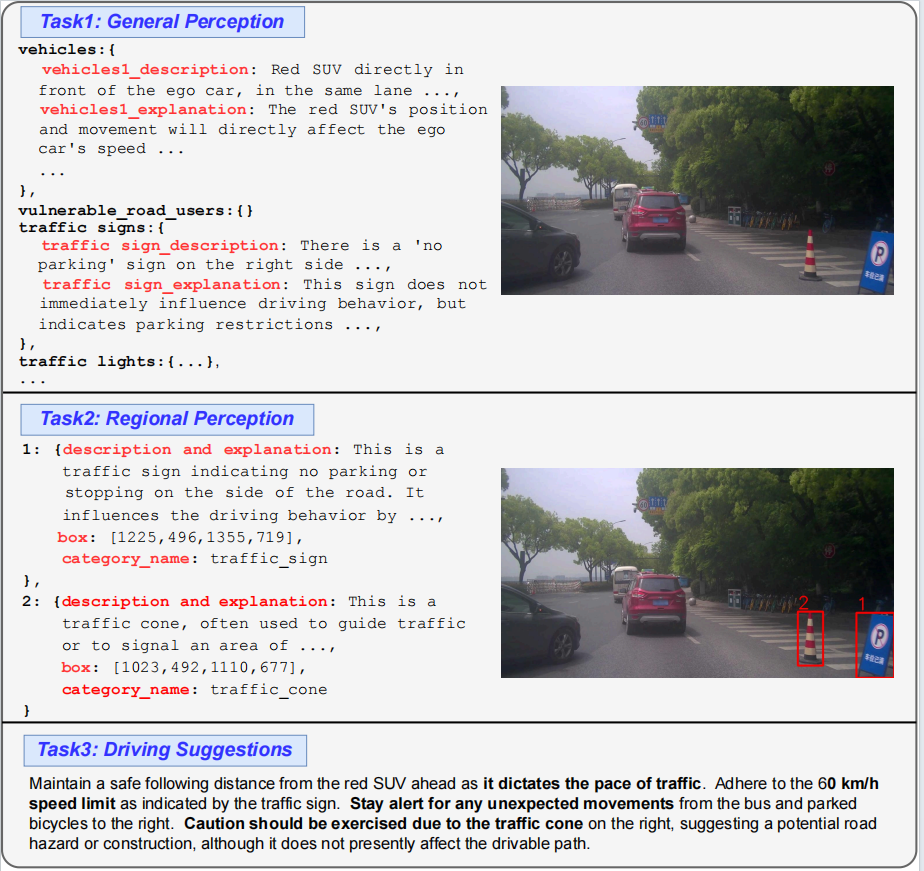 Task1: General Perception
vehicles:{
vehicles1_description: Red SUV directly in
front of the ego car, in the same lane ...,
vehicles1_explanation: The red SUV's position
and movement will directly affect the ego
car's speed ...
...
},
vulnerable_road_users:{}
traffic signs:{
traffic sign_description: There is a 'no
parking' sign on the right side ...,
traffic sign_explanation: This sign does not
immediately influence driving behavior, but
indicates parking restrictions ...,
},
traffic lights:{...},
...
P
Task2: Regional Perception
1: {description and explanation: This is a
traffic sign indicating no parking or
stopping on the side of the road. It
influences the driving behavior by ...,
box: [1225,496,1355,719],
category_name: traffic_sign
},
2: {description and explanation: This is a
traffic cone, often used to guide traffic
or to signal an area of ...,
box: [1023,492,1110,677],
category_name: traffic_cone
}
2
1
P
Task3: Driving Suggestions
Maintain a safe following distance from the red SUV ahead as it dictates the pace of traffic. Adhere to the 60 km/h
speed limit as indicated by the traffic sign. Stay alert for any unexpected movements from the bus and parked
bicycles to the right. Caution should be exercised due to the traffic cone on the right, suggesting a potential road
hazard or construction, although it does not presently affect the drivable path.